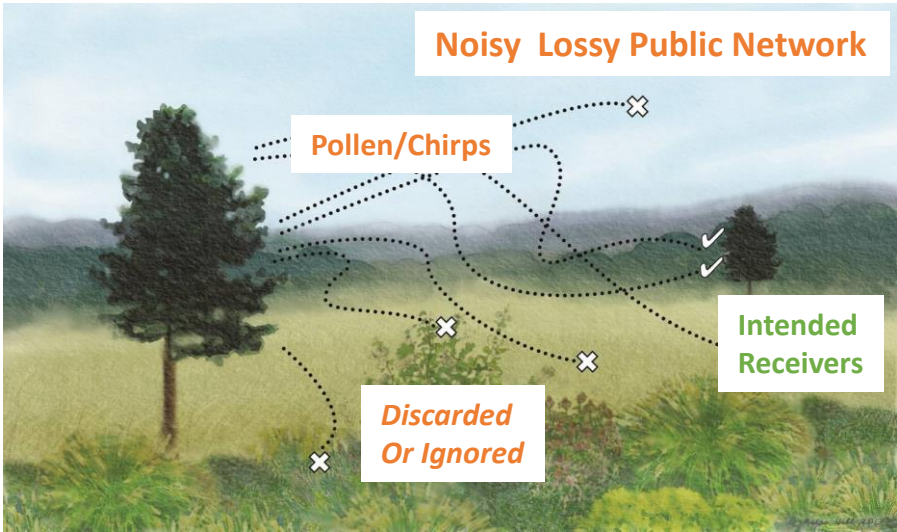 Noisy Lossy Public Network
Pollen/Chirps
Intended
Receivers
Discarded
Or Ignored